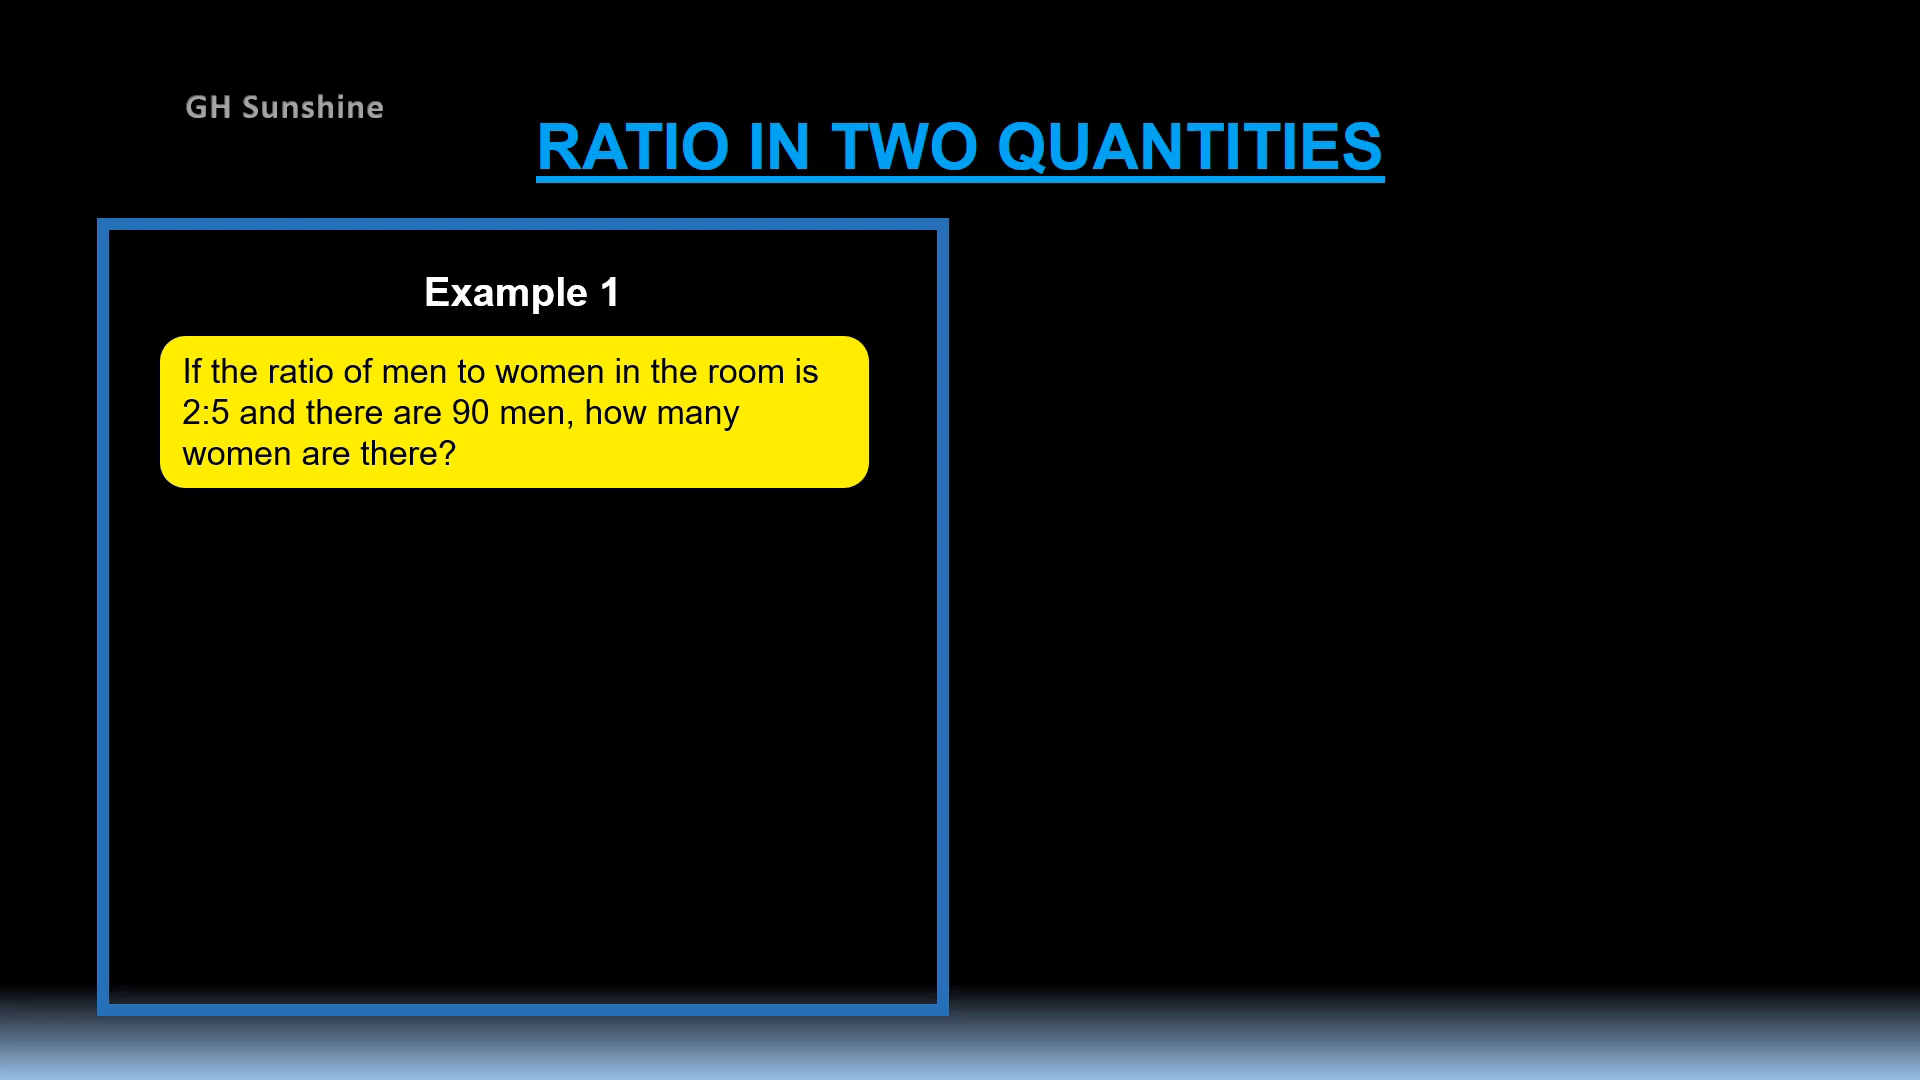 GH Sunshine
RATIO IN TWO QUANTITIES
Example 1
If the ratio of men to women in the room is
2:5 and there are 90 men, how many
women are there?